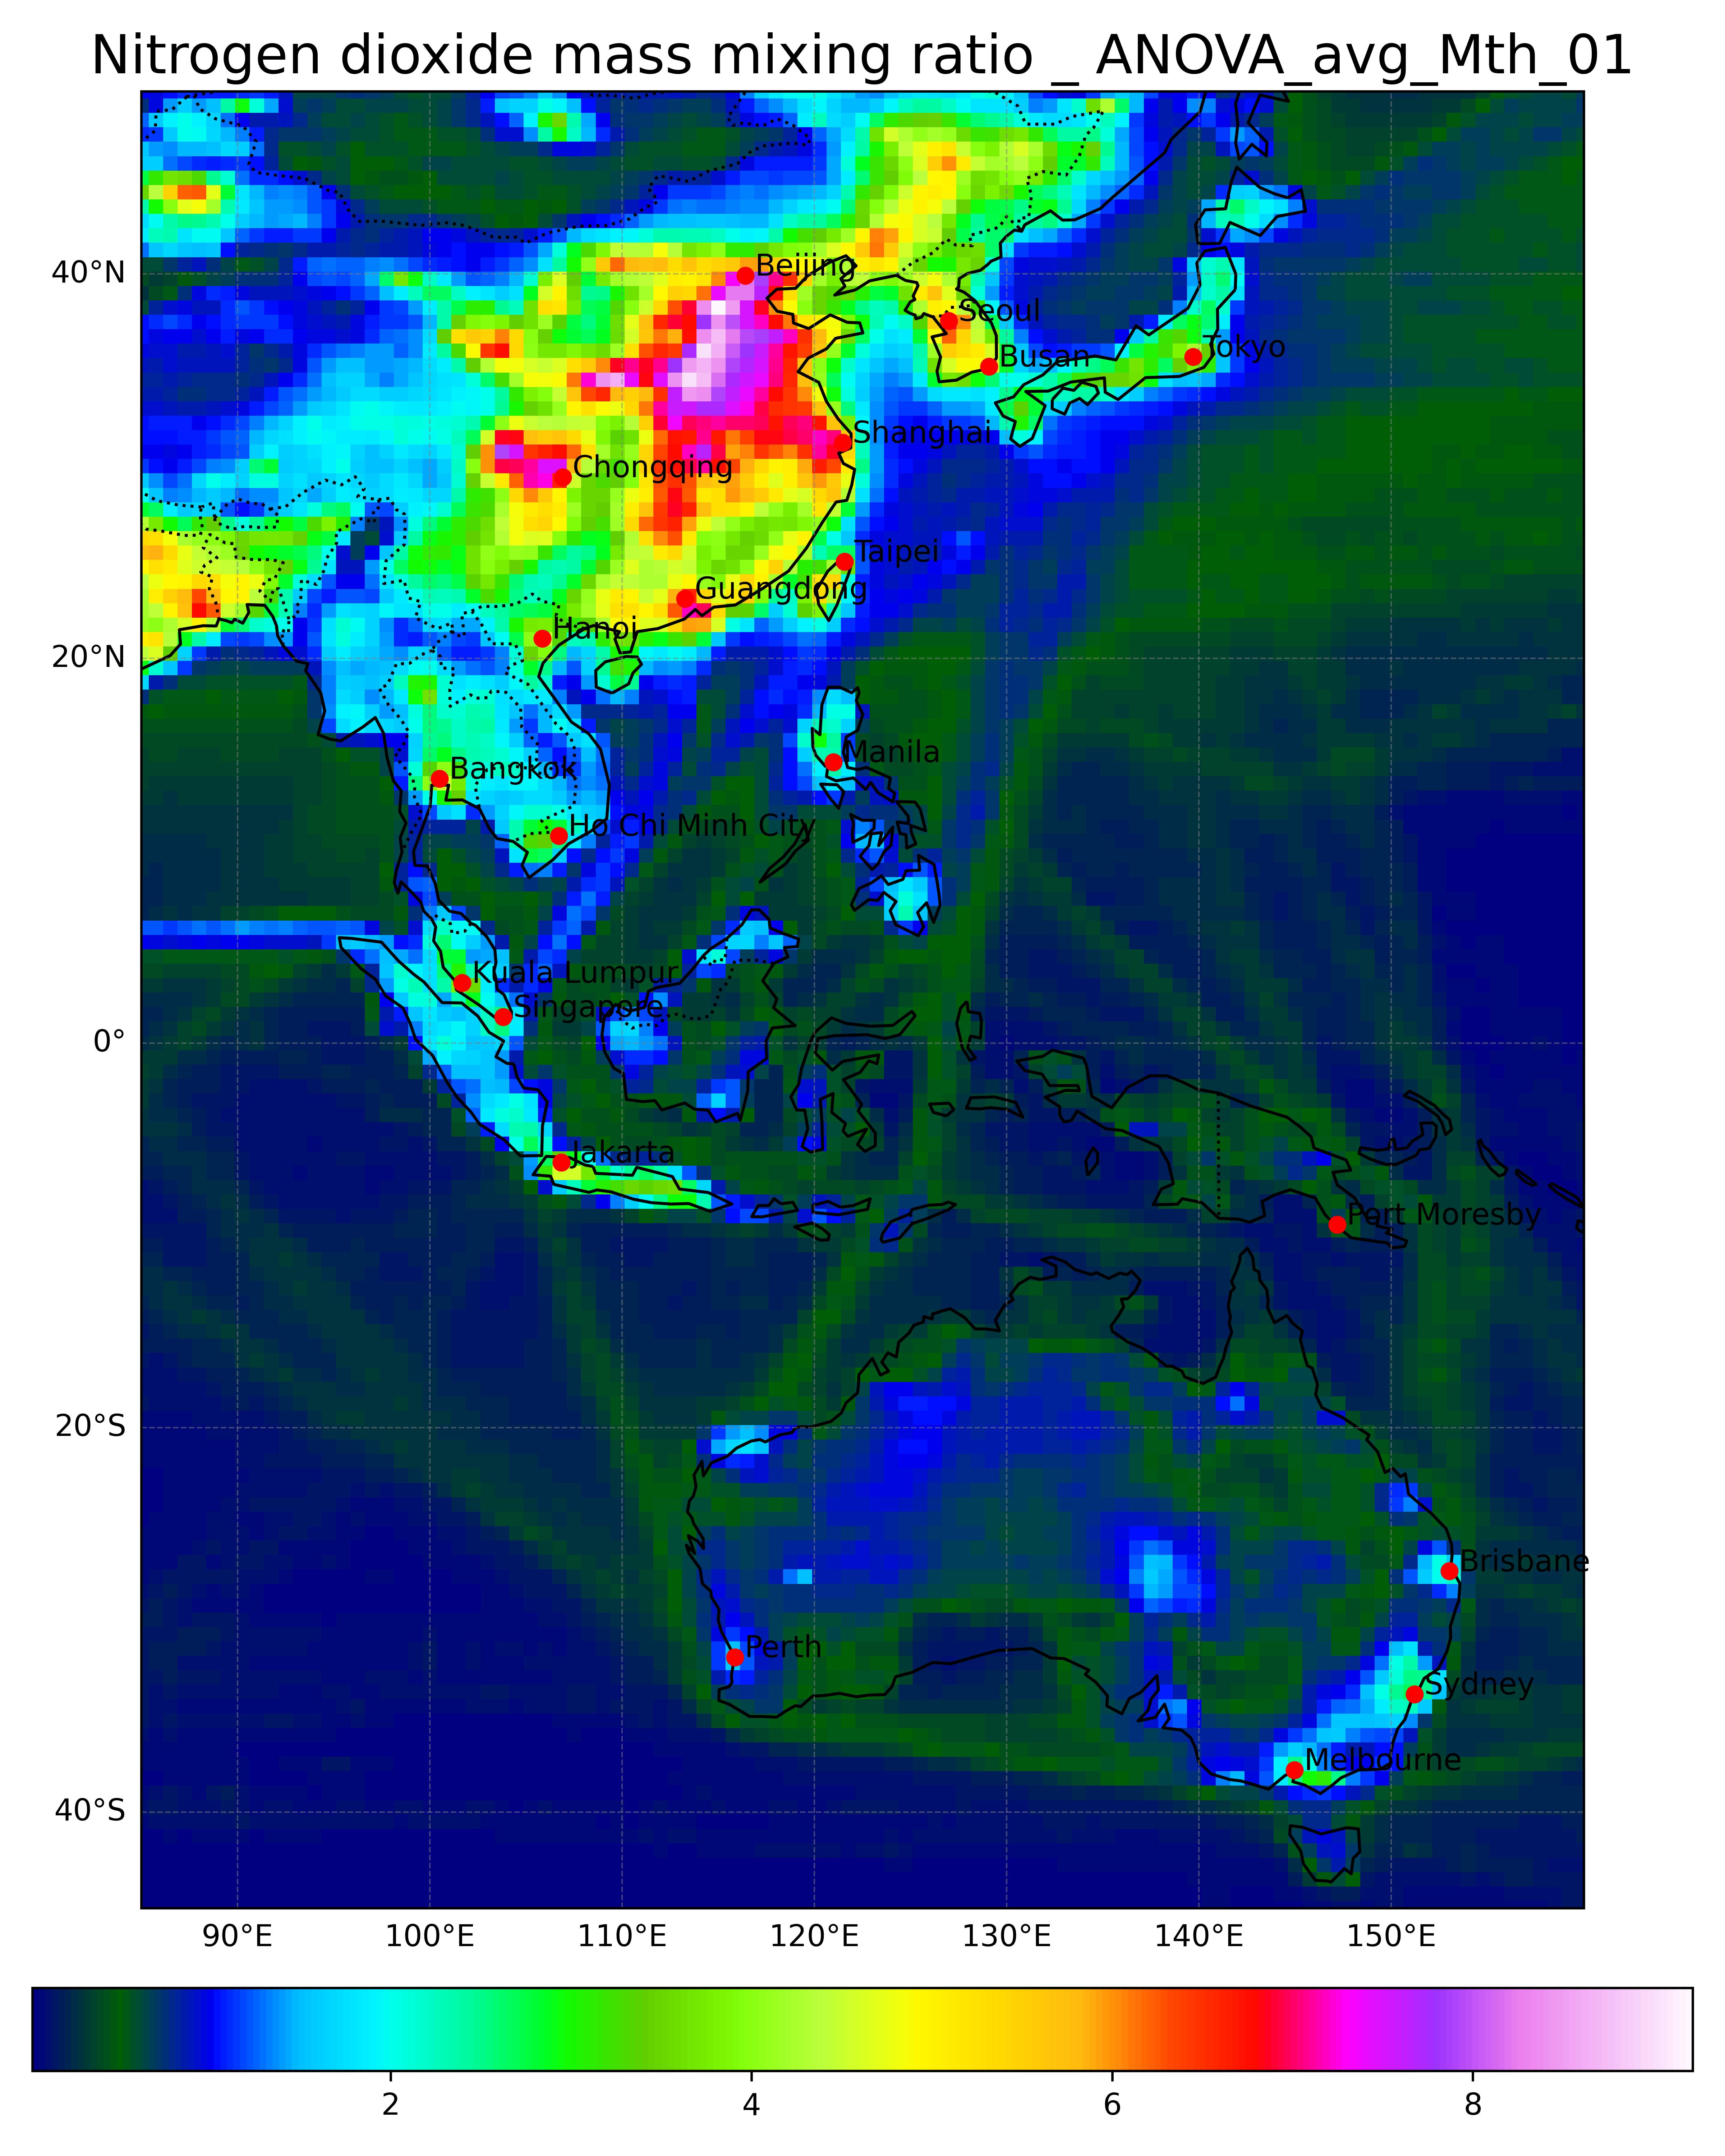 Nitrogen dioxide mass mixing ratio _ ANOVA_avg_Mth_01
40°N
20°N
0°
20°S
40°S
Beijing
Seoul
Busan
Tokyo
Shanghai
Chongqing
Taipei
Guangdong
Hanoi
Manila
Bangkok
Ho Chi Minh City
Kuala Lumpur
Singapore
Jakarta
Port Moresby
Brisbane
Perth
Sydney
Melbourne
90°E 100°E 110°E 120°E 130°E 140°E 150°E
2 4 6 8